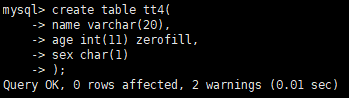 mysql> create table tt4(
    -> name varchar(20),
    -> age int(11) zerofill,
    -> sex char(1)
    -> );
Query OK, 0 rows affected, 2 warnings (0.01 sec)